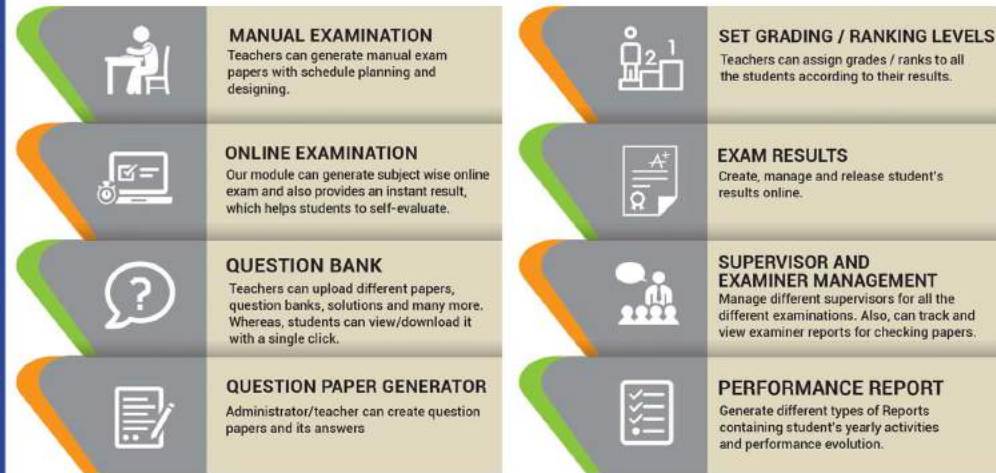 MANUAL EXAMINATION
Teachers can generate manual exam
papers with schedule planning and
designing.
ONLINE EXAMINATION
Our module can generate subject wise online
exam and also provides an instant result,
which helps students to self-evaluate.
QUESTION BANK
Teachers can upload different papers,
question banks, solutions and many more.
Whereas, students can view/download it
with a single click.
QUESTION PAPER GENERATOR
Administrator/teacher can create question
papers and its answers
SET GRADING / RANKING LEVELS
Teachers can assign grades / ranks to all
the students according to their results.
2 1
EXAM RESULTS
Create, manage and release student's
results online.
A+
SUPERVISOR AND
EXAMINER MANAGEMENT
Manage different supervisors for all the
different examinations. Also, can track and
view examiner reports for checking papers.
PERFORMANCE REPORT
Generate different types of Reports
containing student's yearly activities
and performance evolution.